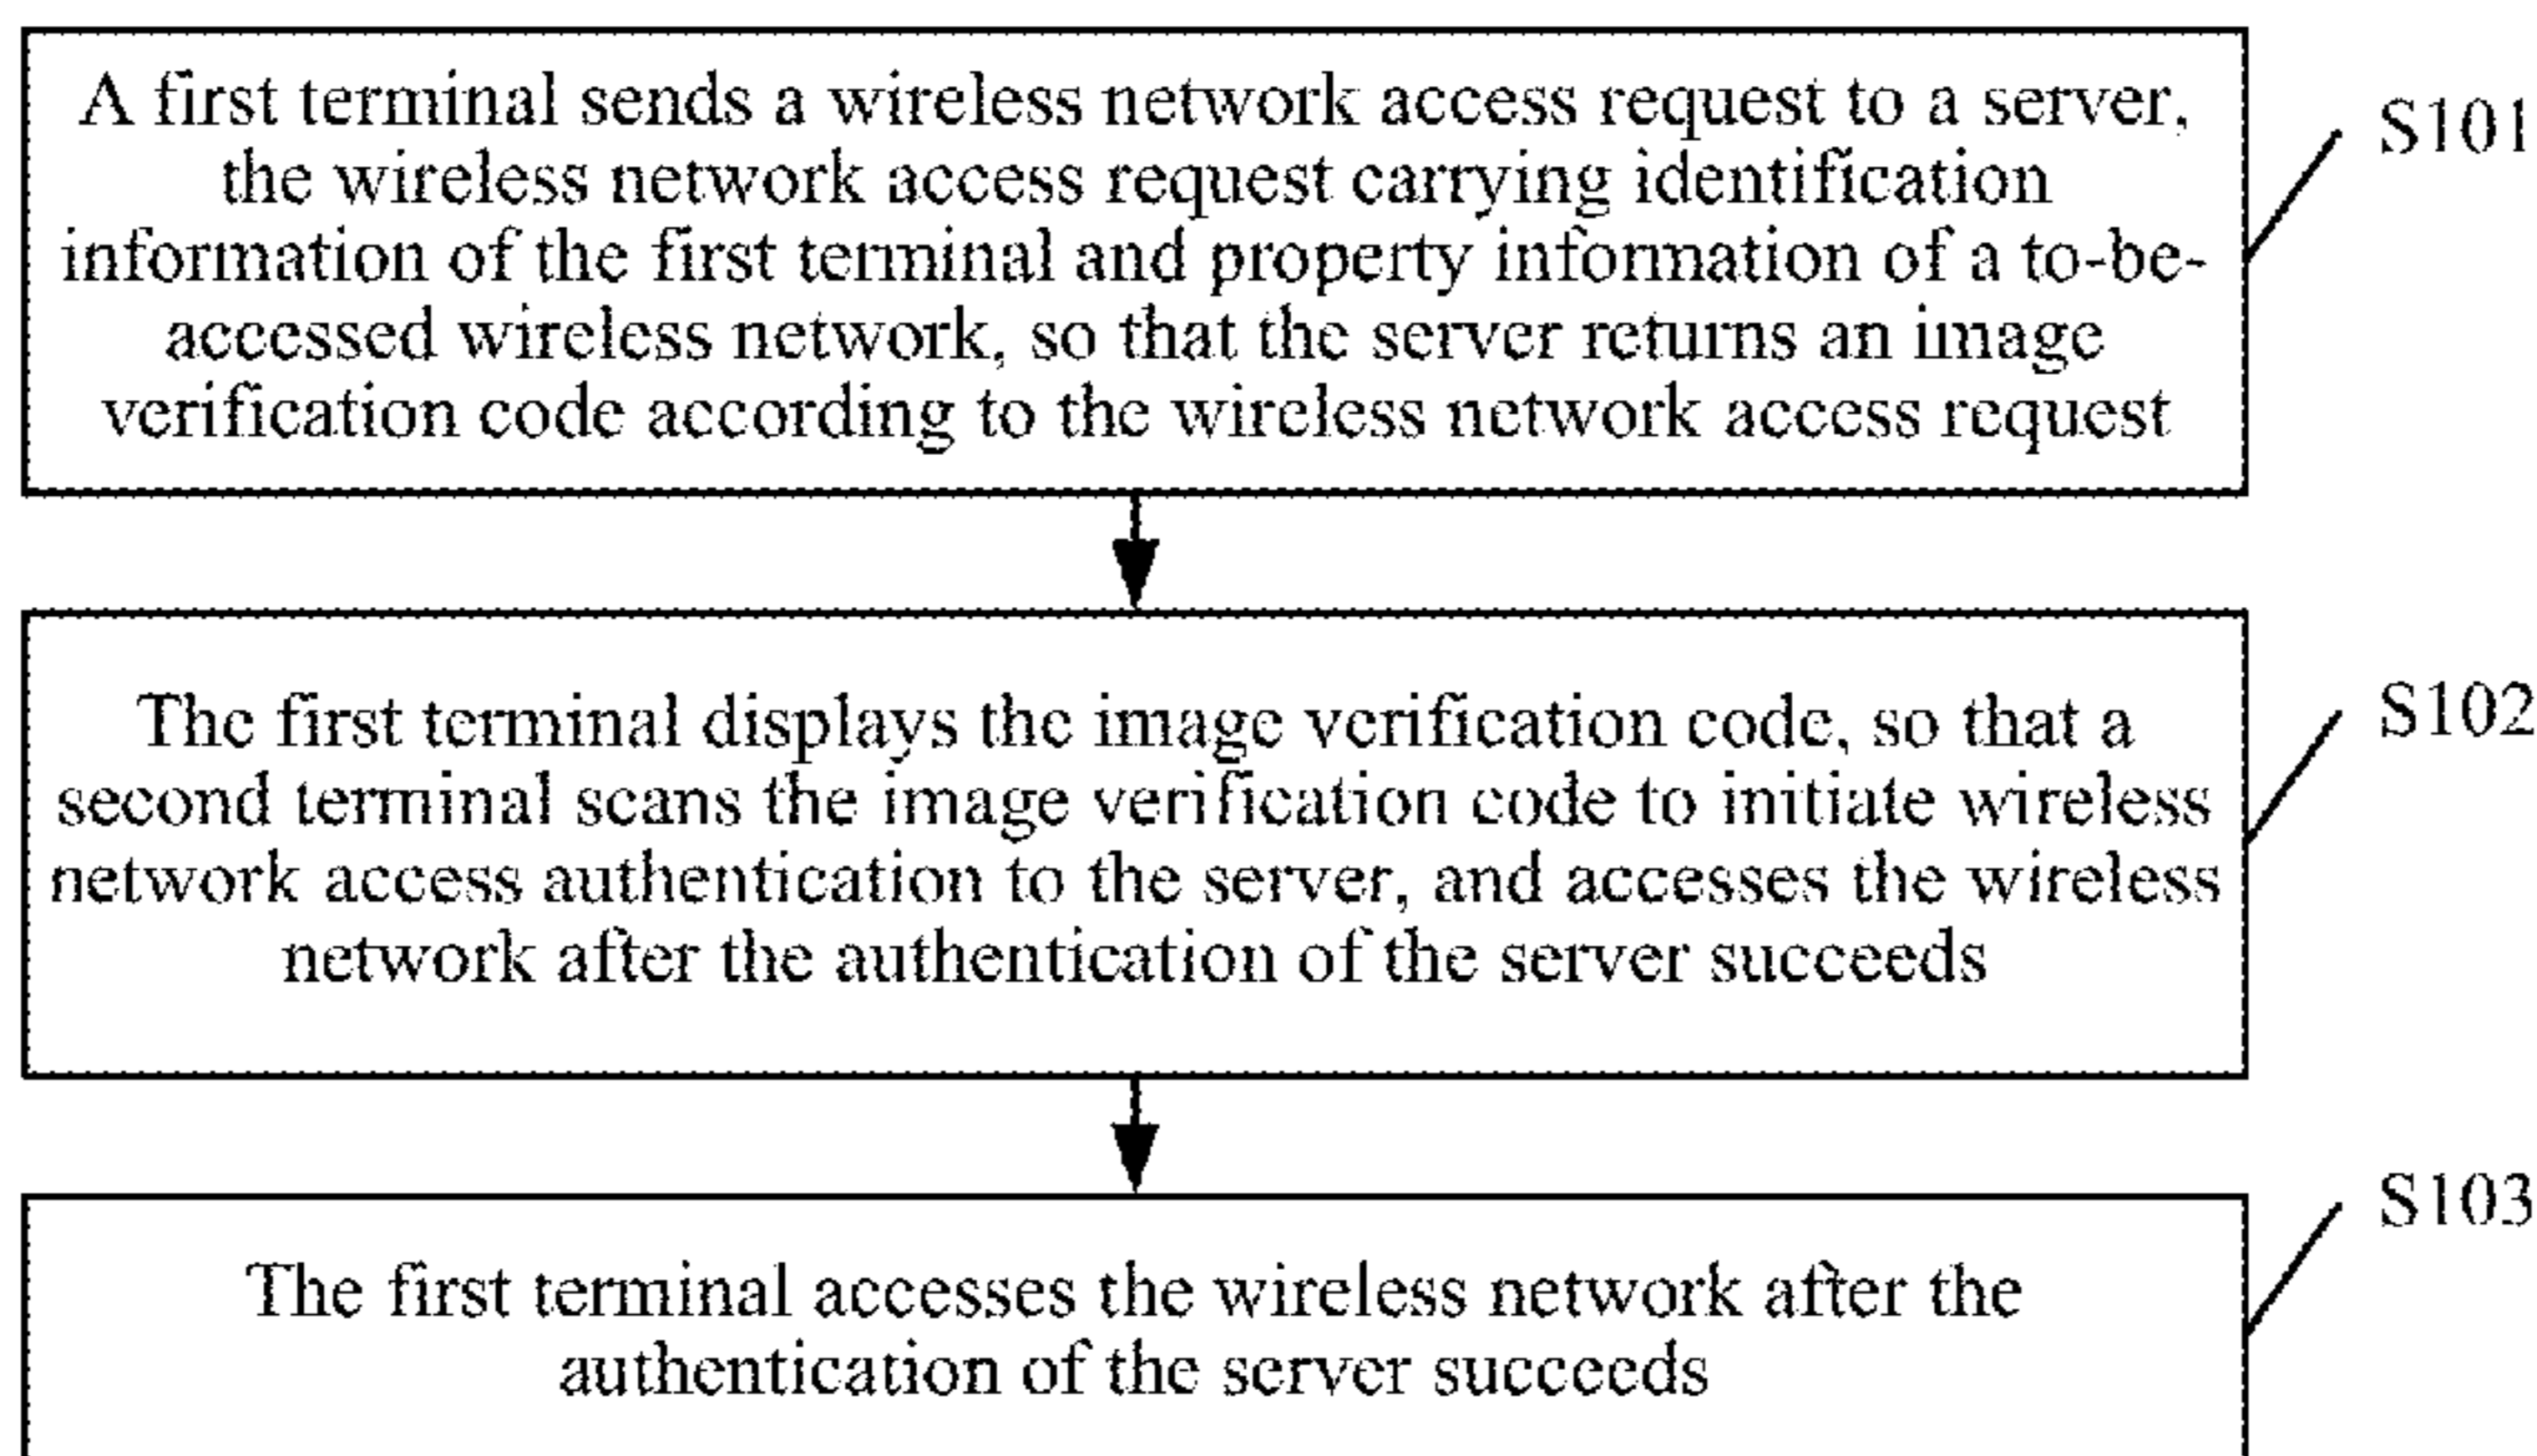 A first terminal sends a wireless network access request to a server,
the wireless network access request carrying identification
information of the first terminal and property information of a to-be-
accessed wireless network, so that the server returns an image
verification code according to the wireless network access request
S101
The first terminal displays the image verification code, so that a
second terminal scans the image verification code to initiate wireless
network access authentication to the server, and accesses the wireless
network after the authentication of the server succeeds
S102
The first terminal accesses the wireless network after the
authentication of the server succeeds
S103